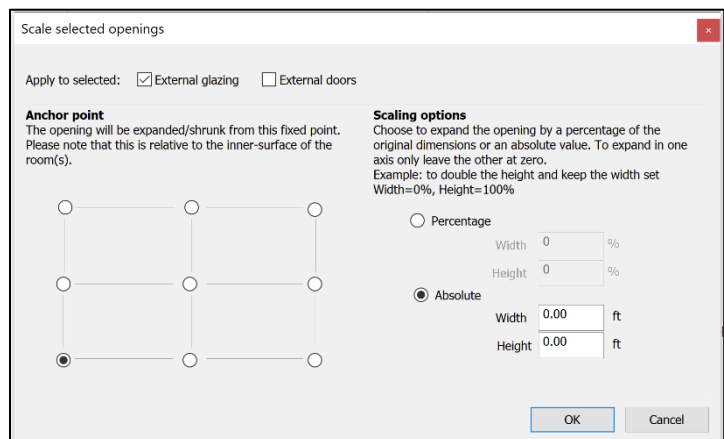 Scale selected openings
×
Apply to selected: External glazing External doors
Anchor point
The opening will be expanded/shrunk from this fixed point.
Please note that this is relative to the inner-surface of the
room(s).
Scaling options
Choose to expand the opening by a percentage of the
original dimensions or an absolute value. To expand in one
axis only leave the other at zero.
Example: to double the height and keep the width set
Width=0%, Height=100%
Percentage
Width 0 %
Height 0 %
Absolute
Width 0.00 ft
Height 0.00 ft
OK Cancel